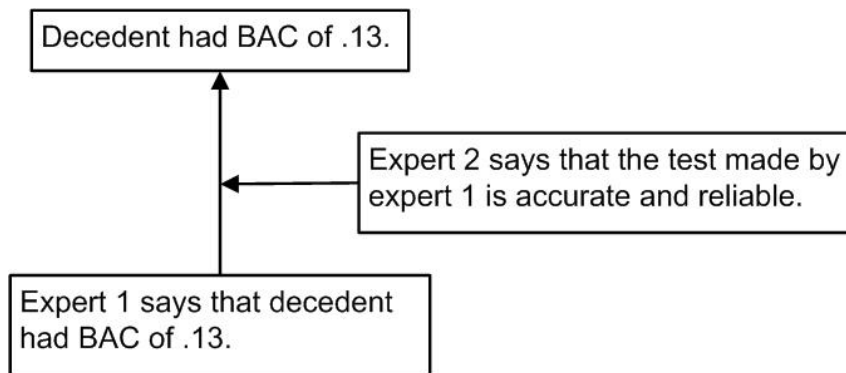 Decedent had BAC of .13.
Expert 2 says that the test made by
expert 1 is accurate and reliable.
Expert 1 says that decedent
had BAC of .13.